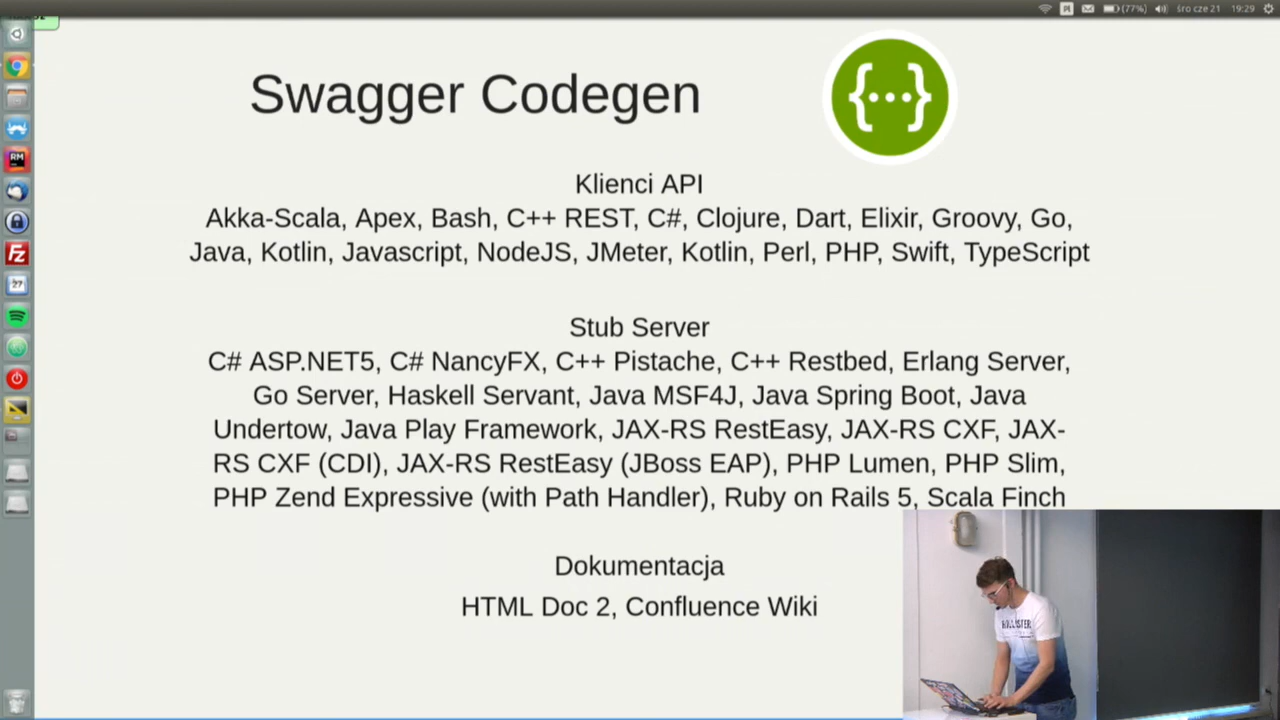 (77%) śro cze 21 19:29
Swagger Codegen
{...}
Klienci API
Akka-Scala, Apex, Bash, C++ REST, C#, Clojure, Dart, Elixir, Groovy, Go,
Java, Kotlin, Javascript, NodeJS, JMeter, Kotlin, Perl, PHP, Swift, TypeScript
Stub Server
C# ASP.NET5, C# NancyFX, C++ Pistache, C++ Restbed, Erlang Server,
Go Server, Haskell Servant, Java MSF4J, Java Spring Boot, Java
Undertow, Java Play Framework, JAX-RS RestEasy, JAX-RS CXF, JAX-
RS CXF (CDI), JAX-RS RestEasy (JBoss EAP), PHP Lumen, PHP Slim,
PHP Zend Expressive (with Path Handler), Ruby on Rails 5, Scala Finch
Dokumentacja
HTML Doc 2, Confluence Wiki
RM
FZ
27